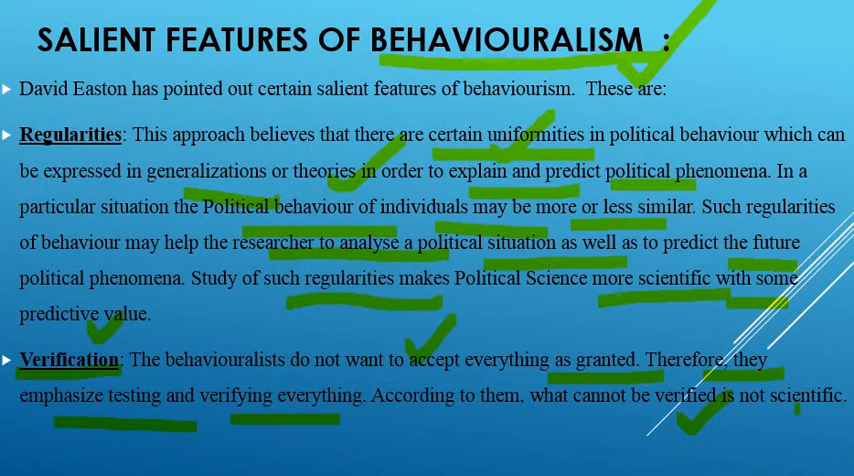 SALIENT FEATURES OF BEHAVIOURALISM :
David Easton has pointed out certain salient features of behaviourism. These are:
Regularities: This approach believes that there are certain uniformities in political behaviour which can
be expressed in generalizations or theories in order to explain and predict political phenomena. In a
particular situation the Political behaviour of individuals may be more or less similar. Such regularities
of behaviour may help the researcher to analyse a political situation as well as to predict the future
political phenomena. Study of such regularities makes Political Science more scientific with some
predictive value.
Verification: The behaviouralists do not want to accept everything as granted. Therefore, they
emphasize testing and verifying everything. According to them, what cannot be verified is not scientific.